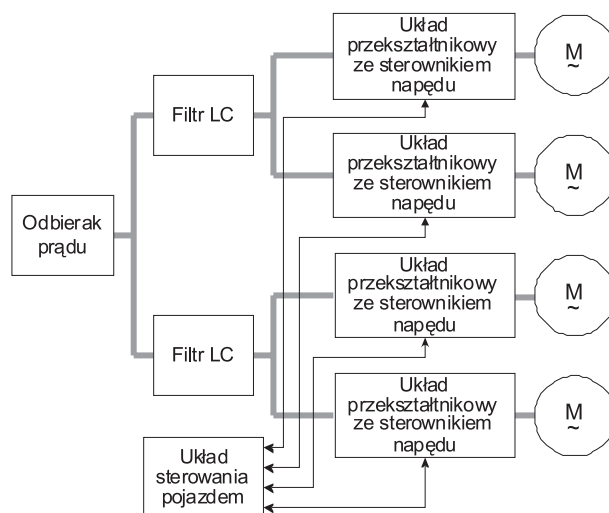 Układ
przekształtnikowy
ze sterownikiem
napędu
M
~
Filtr LC
Układ
przekształtnikowy
ze sterownikiem
napędu
M
~
Odbierak
prądu
Układ
przekształtnikowy
ze sterownikiem
napędu
M
~
Filtr LC
Układ
przekształtnikowy
ze sterownikiem
napędu
M
~
Układ
sterowania
pojazdem